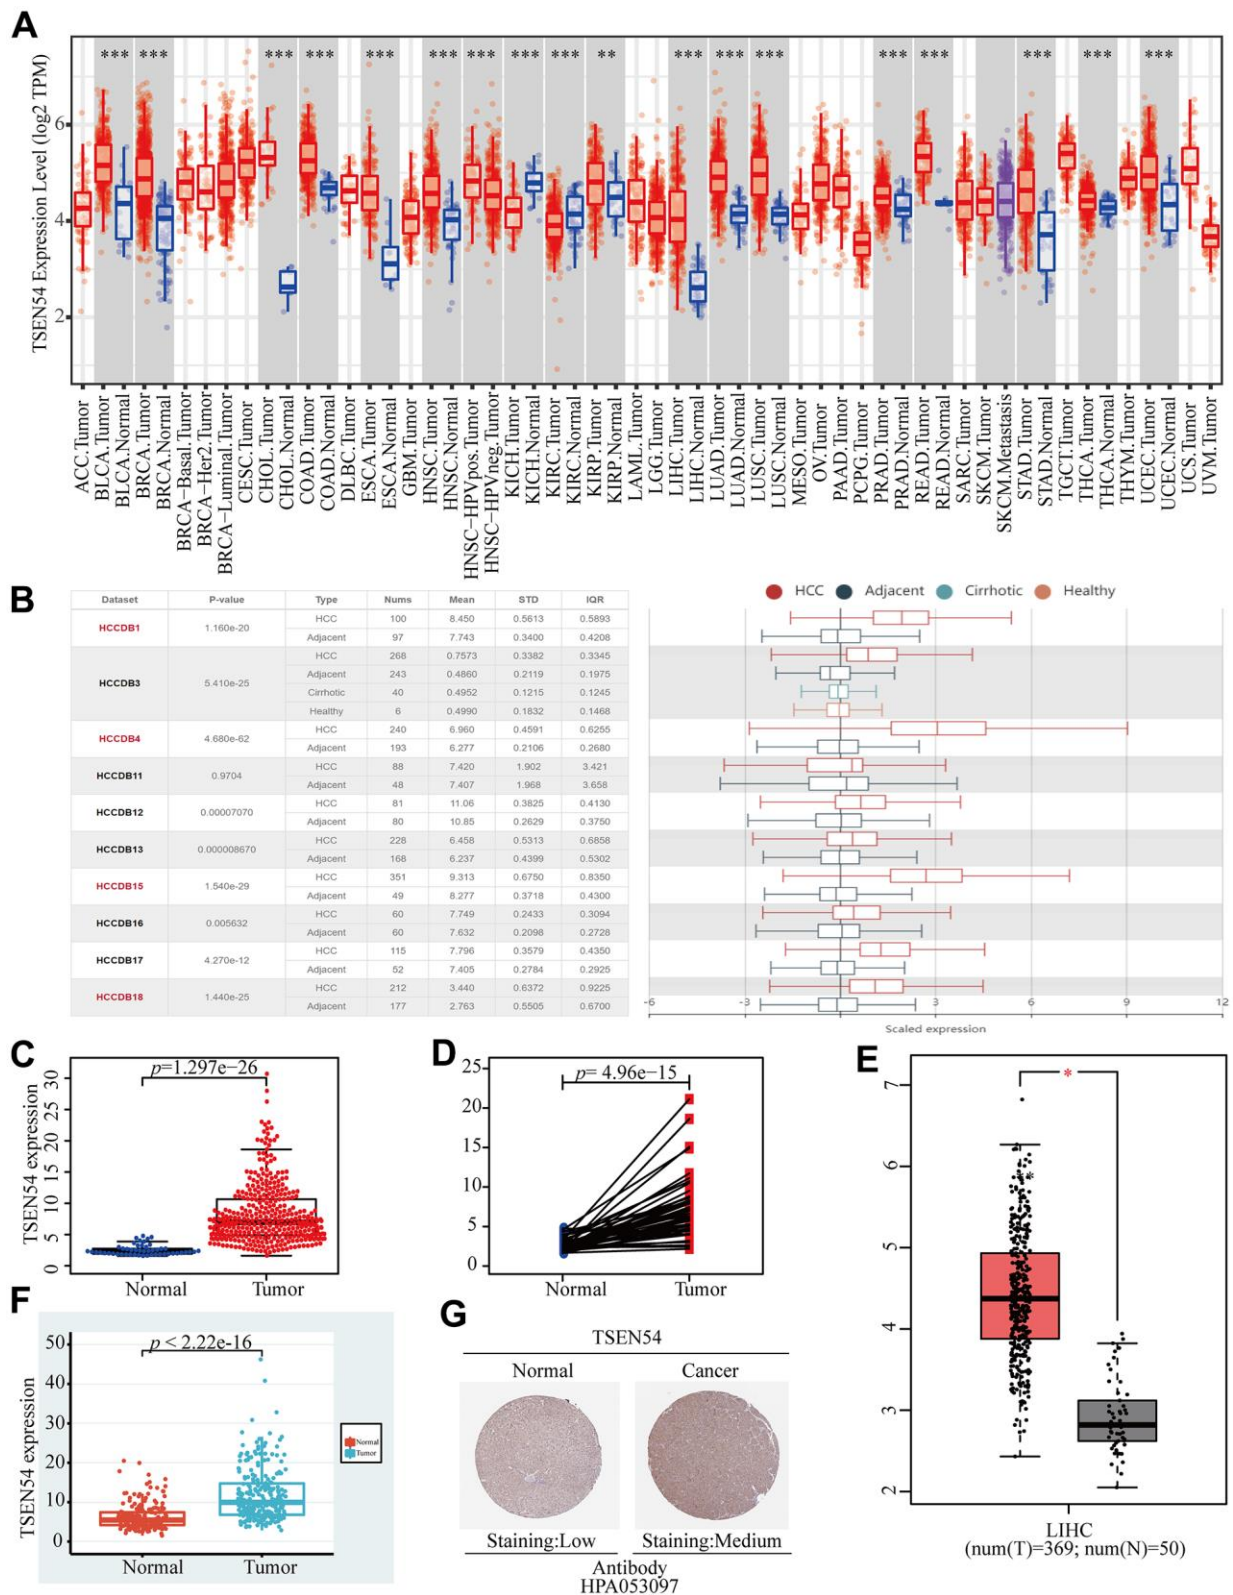 A
*** *** *** *** *** *** *** *** *** ** *** *** *** *** *** *** *** ***
TSEN54 Expression Level (log2 TPM)
6
4
2
ACC.Tumor
BLCA.Tumor
BLCA.Normal
BRCA.Tumor
BRCA.Normal
BRCA-Basal.Tumor
BRCA-Her2.Tumor
BRCA-Luminal.Tumor
CESC.Tumor
CHOL.Tumor
CHOL.Normal
COAD.Tumor
COAD.Normal
DLBC.Tumor
ESCA.Tumor
ESCA.Normal
GBM.Tumor
HNSC.Tumor
HNSC.Normal
HNSC-HPVpos.Tumor
HNSC-HPVneg.Tumor
KICH.Tumor
KICH.Normal
KIRC.Tumor
KIRC.Normal
KIRP.Tumor
KIRP.Normal
LAML.Tumor
LGG.Tumor
LIHC.Tumor
LIHC.Normal
LUAD.Tumor
LUAD.Normal
LUSC.Tumor
LUSC.Normal
MESO.Tumor
OV.Tumor
PAAD.Tumor
PCPG.Tumor
PRAD.Tumor
PRAD.Normal
READ.Tumor
READ.Normal
SARC.Tumor
SKCM.Tumor
SKCM.Metastasis
STAD.Tumor
STAD.Normal
TGCT.Tumor
THCA.Tumor
THCA.Normal
THYM.Tumor
UCEC.Tumor
UCEC.Normal
UCS.Tumor
UVM.Tumor
B
Dataset P-value Type Nums Mean STD IQR
HCCDB1 1.160e-20 HCC 100 8.450 0.5613 0.5893
Adjacent 97 7.743 0.3400 0.4208
HCCDB3 5.410e-25 HCC 268 0.7573 0.3382 0.3345
Adjacent 243 0.4860 0.2119 0.1975
Cirrhotic 40 0.4952 0.1215 0.1245
Healthy 6 0.4990 0.1832 0.1468
HCCDB4 4.680e-62 HCC 240 6.960 0.4591 0.6255
Adjacent 193 6.277 0.2106 0.2680
HCCDB11 0.9704 HCC 88 7.420 1.902 3.421
Adjacent 48 7.407 1.968 3.658
HCCDB12 0.00007070 HCC 81 11.06 0.3825 0.4130
Adjacent 80 10.85 0.2629 0.3750
HCCDB13 0.000008670 HCC 228 6.458 0.5313 0.6858
Adjacent 168 6.237 0.4399 0.5302
HCCDB15 1.540e-29 HCC 351 9.313 0.6750 0.8350
Adjacent 49 8.277 0.3718 0.4300
HCCDB16 0.005632 HCC 60 7.749 0.2433 0.3094
Adjacent 60 7.632 0.2098 0.2728
HCCDB17 4.270e-12 HCC 115 7.796 0.3579 0.4350
Adjacent 52 7.405 0.2784 0.2925
HCCDB18 1.440e-25 HCC 212 3.440 0.6372 0.9225
Adjacent 177 2.763 0.5505 0.6700
HCC Adjacent Cirrhotic Healthy
-6 -3 3 6 9 12
Scaled expression
C
p=1.297e−26
TSEN54 expression
30
25
20
15
10
5
0
Normal Tumor
D
p= 4.96e−15
25
20
15
10
5
0
Normal Tumor
E
*
7
6
5
4
3
2
LIHC
(num(T)=369; num(N)=50)
F
p < 2.22e-16
TSEN54 expression
50
40
30
20
10
0
Normal Tumor
Normal
Tumor
G
TSEN54
Normal Cancer
Staining:Low Staining:Medium
Antibody
HPA053097